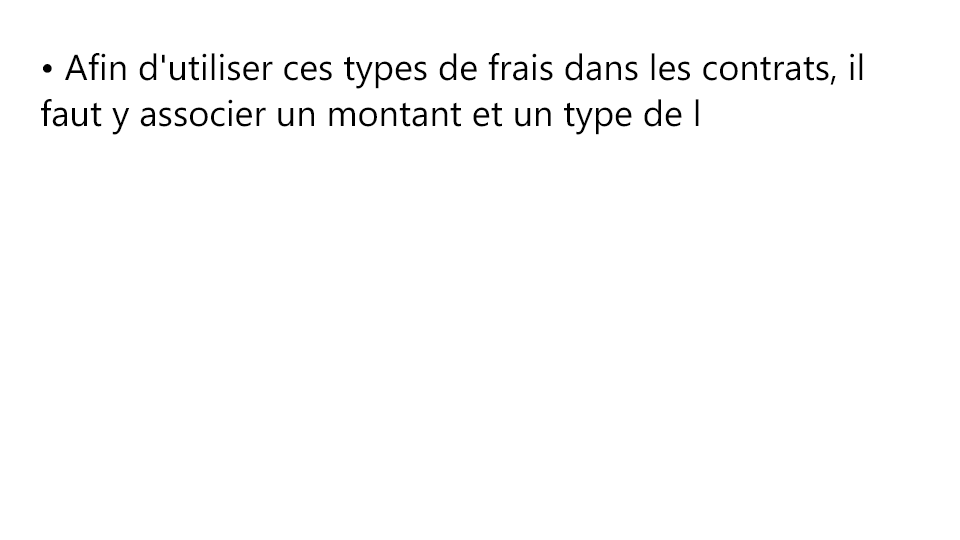 • Afin d'utiliser ces types de frais dans les contrats, il
faut y associer un montant et un type de l